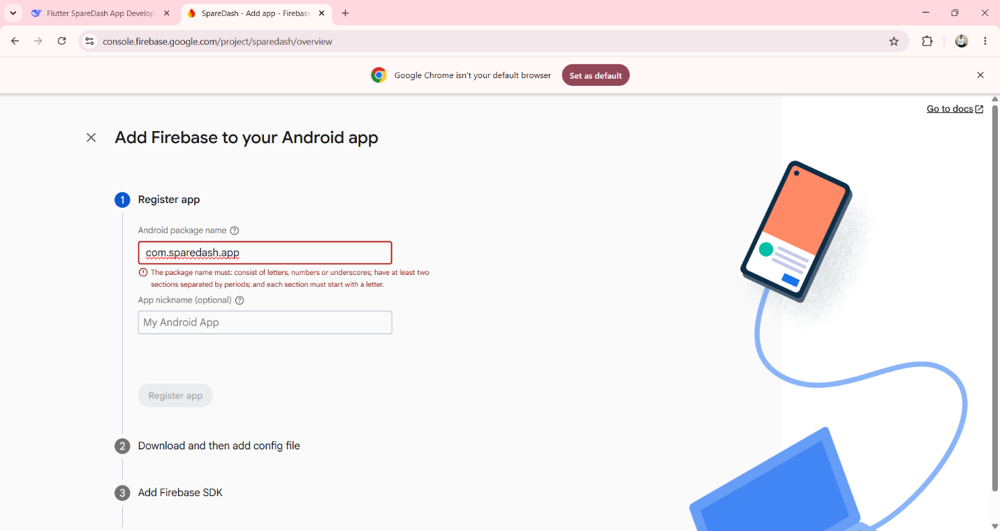 Flutter SpareDash App Develop
SpareDash - Add app - Firebase
console.firebase.google.com/project/sparedash/overview
Google Chrome isn't your default browser
Set as default
Go to docs
Add Firebase to your Android app
1 Register app
Android package name
com.sparedash.app
The package name must: consist of letters, numbers or underscores; have at least two
sections separated by periods; and each section must start with a letter.
App nickname (optional)
My Android App
Register app
2 Download and then add config file
3 Add Firebase SDK